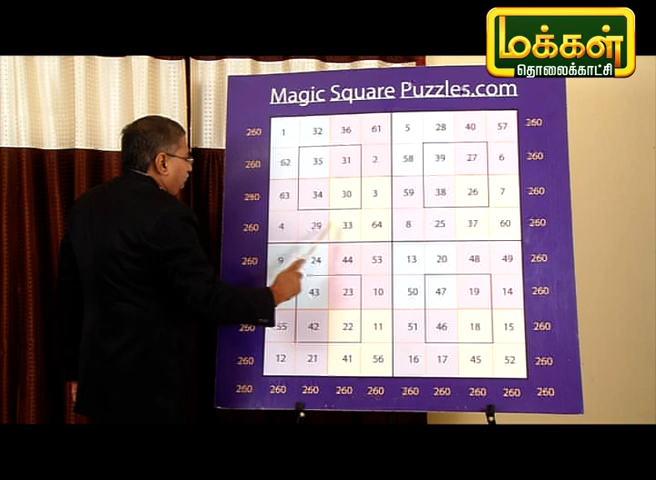 மக்கள்
தொலைக்காட்சி
Magic Square Puzzles.com
260 1 32 36 61 5 28 40 57 260
260 62 35 31 2 58 39 27 6 260
260 63 34 30 3 59 38 26 7 260
260 4 29 33 64 8 25 37 60 260
260 9 24 44 53 13 20 48 49 260
43 23 10 50 47 19 14 260
55 42 22 11 51 46 18 15 260
260 12 21 41 56 16 17 45 52 260
260 260 260 260 260 260 260 260 260 260